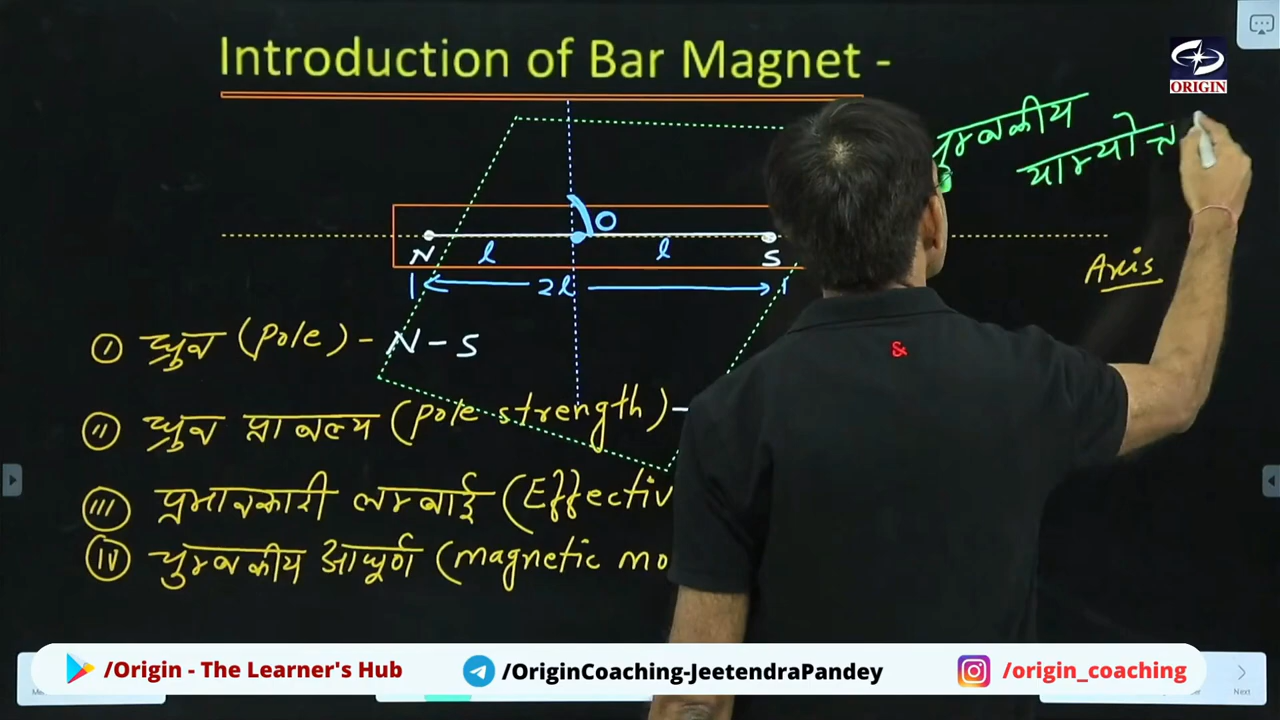 Introduction of Bar Magnet -
ORIGIN
चुम्बकीय
याम्योत्त
O
N l l S
2l
Axis
① ध्रुव (Pole) - N - S
&
② ध्रुव प्राबल्य (pole strength) -
③ प्रभावकारी लम्बाई (Effectiv
④ चुम्बकीय आघूर्ण (magnetic mo
/Origin - The Learner's Hub
/OriginCoaching-JeetendraPandey
/origin_coaching
Next